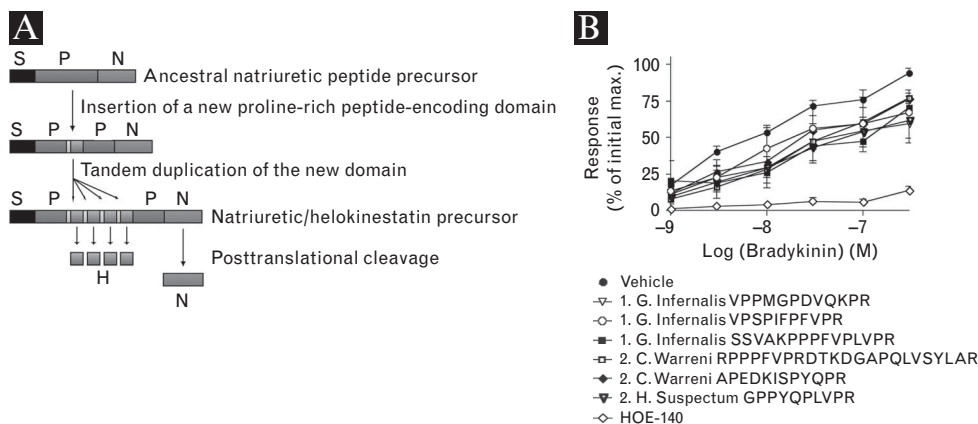 A
S P N
Ancestral natriuretic peptide precursor
Insertion of a new proline-rich peptide-encoding domain
S P P N
Tandem duplication of the new domain
S P P N
Natriuretic/helokinestatin precursor
Posttranslational cleavage
H
N
B
Response
(% of initial max.)
100
75
50
25
0
−9 −8 −7
Log (Bradykinin) (M)
Vehicle
1. G. Infernalis VPPMGPDVQKPR
1. G. Infernalis VPSPIFPFVPR
1. G. Infernalis SSVAKPPPFVPLVPR
2. C. Warreni RPPPFVPRDTKDGAPQLVSYLAR
2. C. Warreni APEDKISPYQPR
2. H. Suspectum GPPYQPLVPR
HOE-140